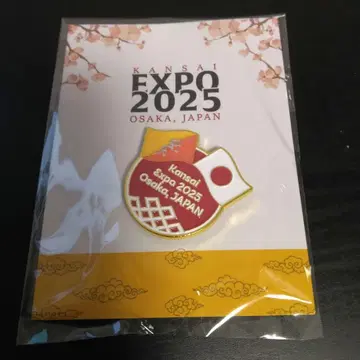 KANSAI
EXPO
2025
OSAKA, JAPAN
Kansai
Expo 2025
Osaka, JAPAN